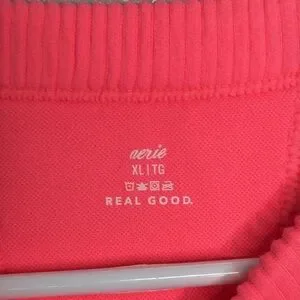 aerie
XL | TG
REAL GOOD.